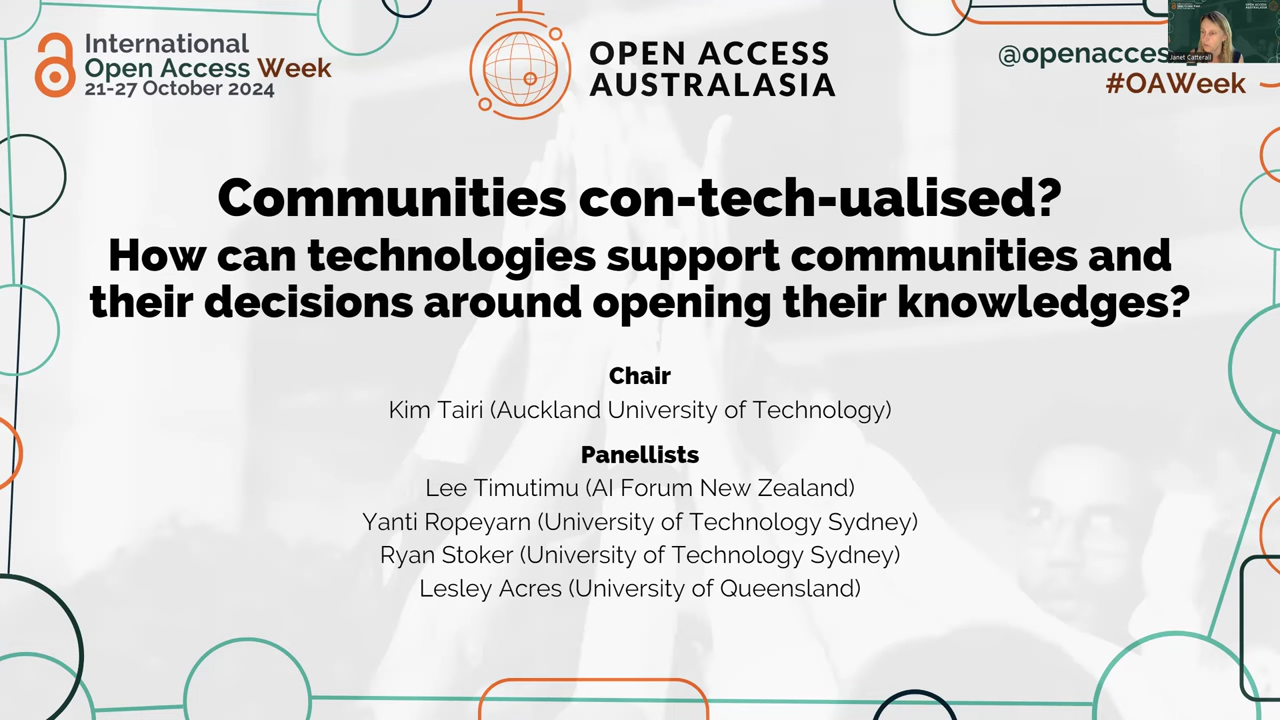 International
Open Access Week
21-27 October 2024
OPEN ACCESS
AUSTRALASIA
@openaccess
#OAWeek
Janet Catterall
Communities con-tech-ualised?
How can technologies support communities and
their decisions around opening their knowledges?
Chair
Kim Tairi (Auckland University of Technology)
Panellists
Lee Timutimu (AI Forum New Zealand)
Yanti Ropeyarn (University of Technology Sydney)
Ryan Stoker (University of Technology Sydney)
Lesley Acres (University of Queensland)